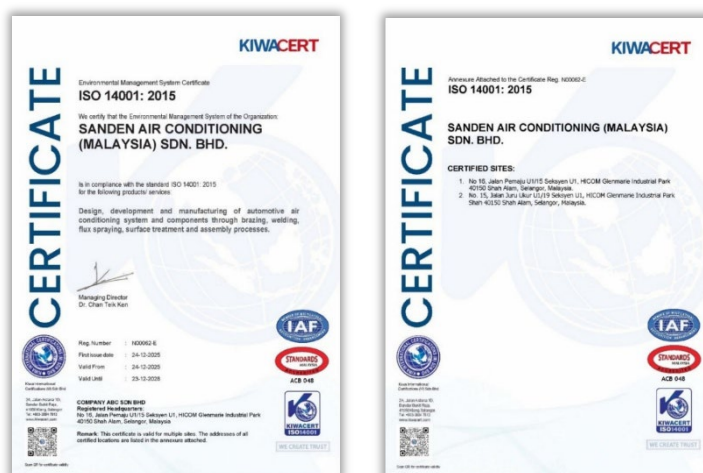 KIWACERT
CERTIFICATE
Environmental Management System Certificate
ISO 14001: 2015
We certify that the Environmental Management System of the Organization:
SANDEN AIR CONDITIONING
(MALAYSIA) SDN. BHD.
Is in compliance with the standard ISO 14001: 2015
for the following products/ services
Design, development and manufacturing of automotive air
conditioning system and components through brazing, welding,
flux spraying, surface treatment and assembly processes.
Managing Director
Dr. Chan Teik Ken
Reg. Number : N00062-E
First issue date : 24-12-2025
Valid From : 24-12-2025
Valid Until : 23-12-2028
COMPANY ABC SDN BHD
Registered Headquarters:
No 16, Jalan Pemaju U1/15 Seksyen U1, HICOM Glenmarie Industrial Park
40150 Shah Alam, Selangor, Malaysia
Remark: This certificate is valid for multiple sites. The addresses of all
certified locations are listed in the annexure attached.
IAF
STANDARDS
ACB 048
KIWACERT
ISO14001
WE CREATE TRUST
KIWACERT
CERTIFICATE
Annexure Attached to the Certificate Reg. N00062-E
ISO 14001: 2015
SANDEN AIR CONDITIONING (MALAYSIA)
SDN. BHD.
CERTIFIED SITES:
1. No 16, Jalan Pemaju U1/15 Seksyen U1, HICOM Glenmarie Industrial Park
40150 Shah Alam, Selangor, Malaysia.
2. No. 15, Jalan Juru Ukur U1/19 Seksyen U1, HICOM Glenmarie Industrial Park
Shah 40150 Shah Alam, Selangor, Malaysia.
IAF
STANDARDS
ACB 048
KIWACERT
ISO14001
WE CREATE TRUST